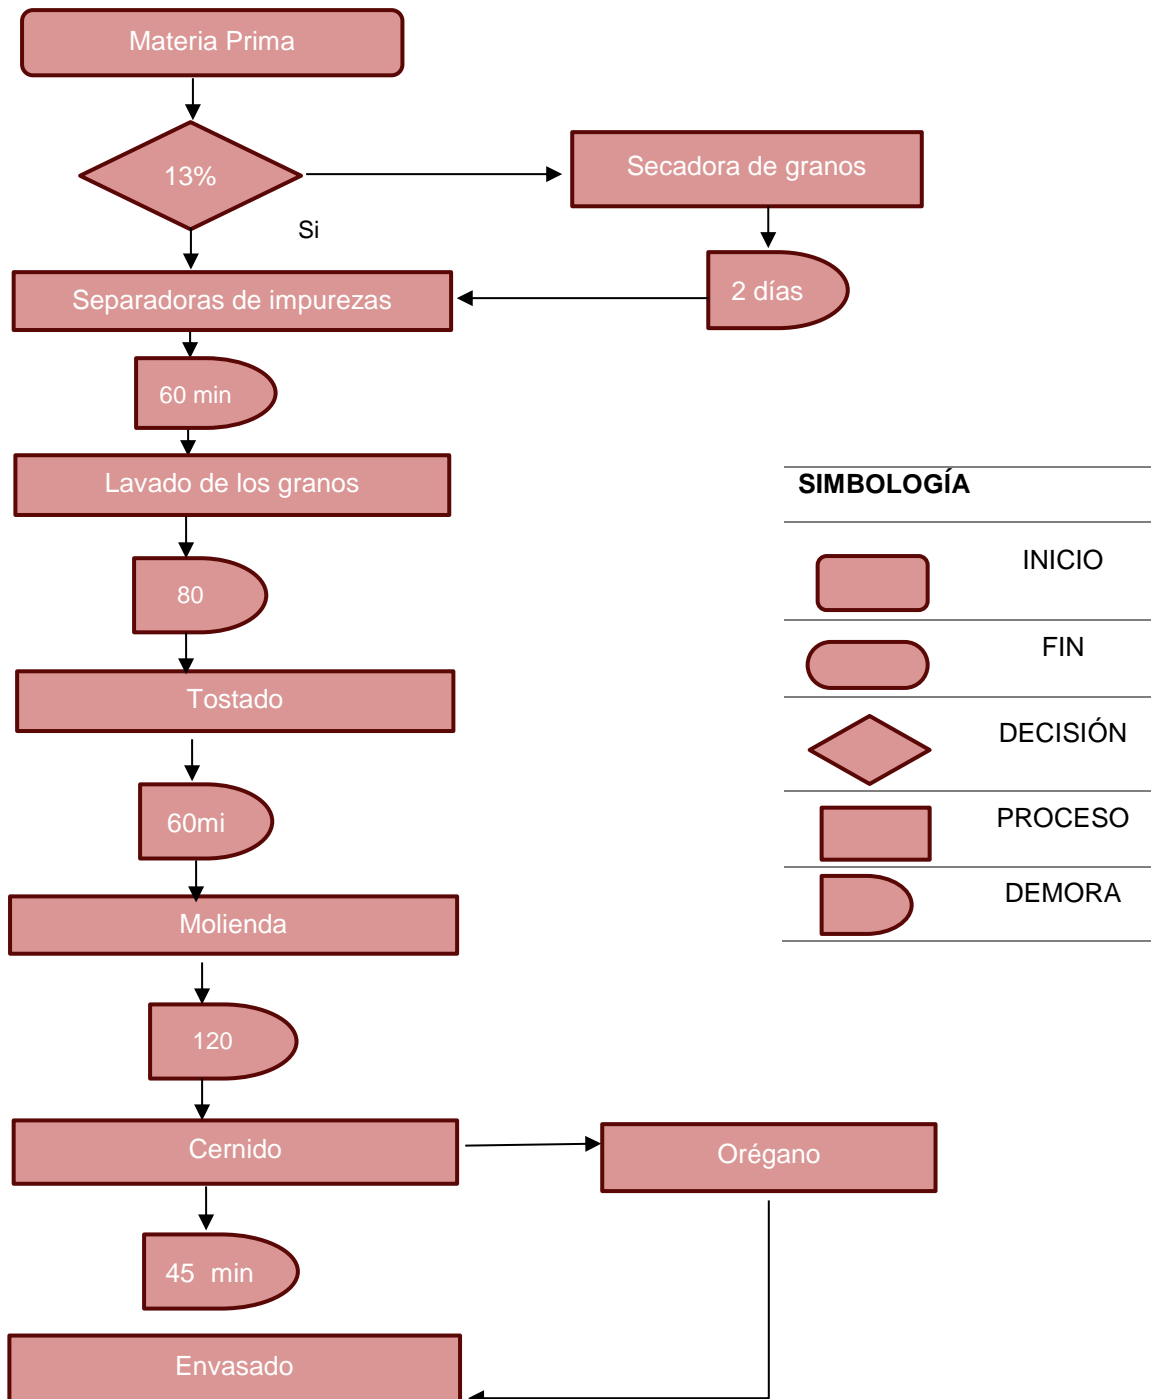 Materia Prima
13%
Secadora de granos
Si
2 días
Separadoras de impurezas
60 min
Lavado de los granos
80
Tostado
60mi
Molienda
120
Cernido
Orégano
45 min
Envasado
SIMBOLOGÍA
INICIO
FIN
DECISIÓN
PROCESO
DEMORA